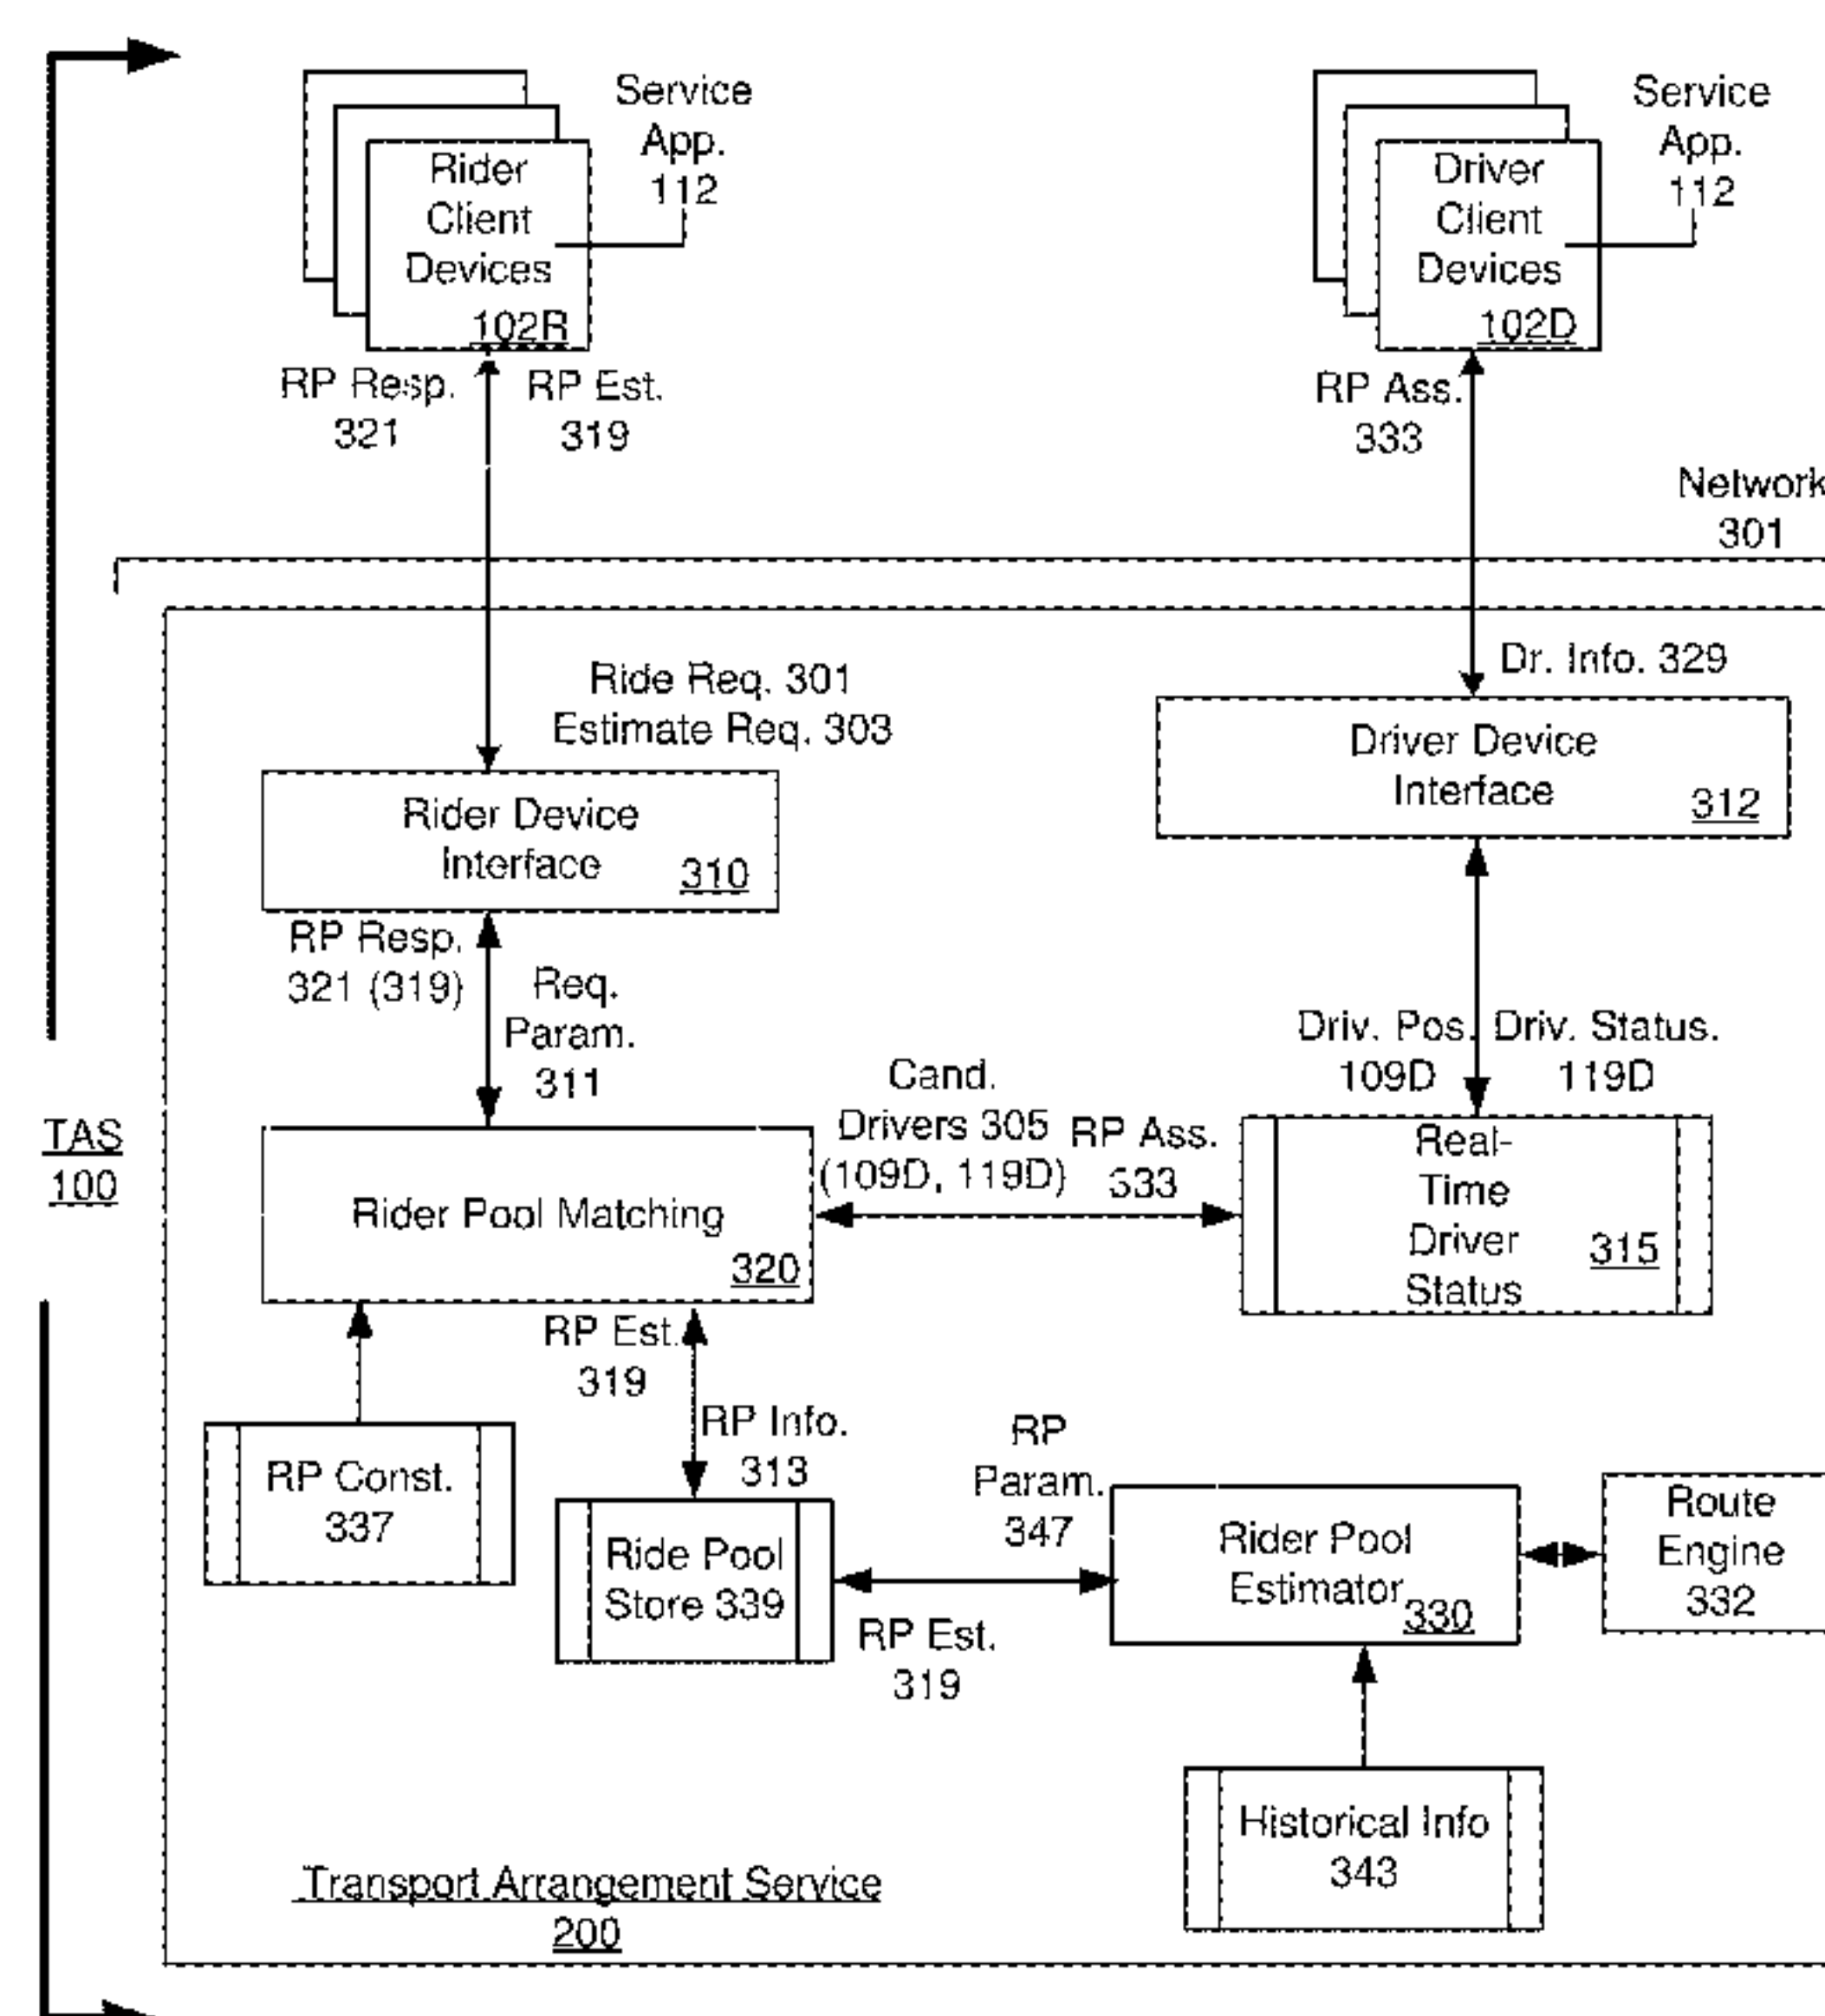 Service
App.
112
Rider
Client
Devices
102R
Service
App.
112
Driver
Client
Devices
102D
RP Resp.
321
RP Est.
319
RP Ass.
333
Network
301
Ride Req. 301
Estimate Req. 303
Dr. Info. 329
Rider Device
Interface
310
Driver Device
Interface
312
RP Resp.
321 (319)
Req.
Param.
311
Driv. Pos.
109D
Driv. Status.
119D
TAS
100
Cand.
Drivers 305
(109D, 119D)
RP Ass.
333
Rider Pool Matching
320
Real-
Time
Driver
Status
315
RP Est.
319
RP Info.
313
RP Const.
337
RP
Param.
347
Ride Pool
Store 339
RP Est.
319
Rider Pool
Estimator
330
Route
Engine
332
Historical Info
343
Transport Arrangement Service
200